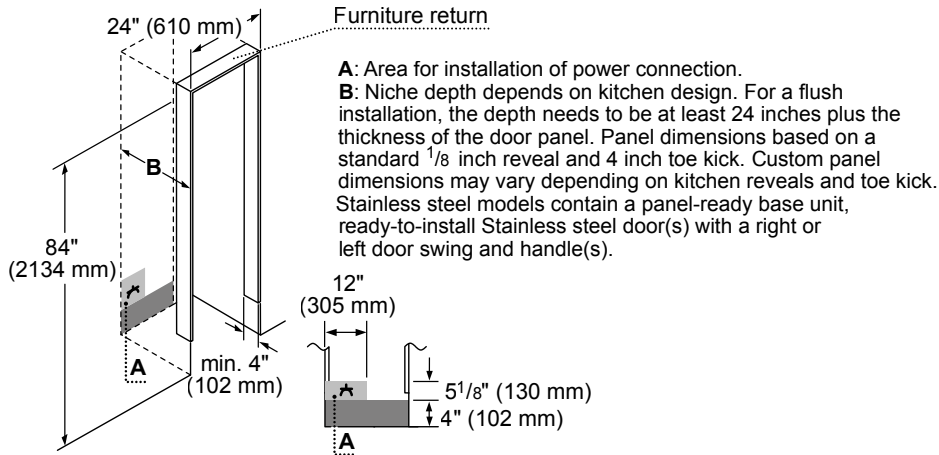 Furniture return
24" (610 mm)
A: Area for installation of power connection.
B: Niche depth depends on kitchen design. For a flush
installation, the depth needs to be at least 24 inches plus the
thickness of the door panel. Panel dimensions based on a
standard 1/8 inch reveal and 4 inch toe kick. Custom panel
dimensions may vary depending on kitchen reveals and toe kick.
Stainless steel models contain a panel-ready base unit,
ready-to-install Stainless steel door(s) with a right or
left door swing and handle(s).
B
84"
(2134 mm)
A
min. 4"
(102 mm)
12"
(305 mm)
5 1/8" (130 mm)
4" (102 mm)
A